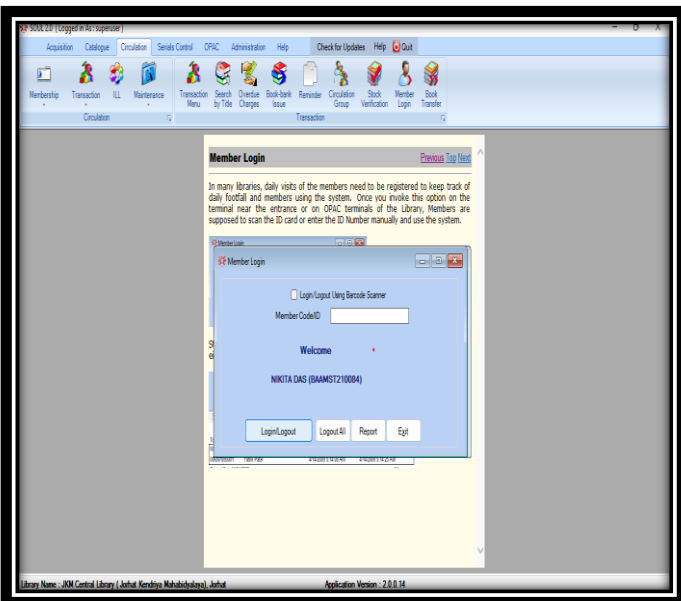 SOUL 2.0 (Logged in As : superuser)
Acquisition Catalogue Circulation Serials Control OPAC Administration Help Check for Updates Help Quit
Membership Transaction ILL Maintenance Transaction Menu Search by Title Overdue Charges Book-bank Issue Reminder Circulation Group Stock Verification Member Login Book Transfer
Circulation Transaction
Member Login Previous Top Next
In many libraries, daily visits of the members need to be registered to keep track of
daily footfall and members using the system. Once you invoke this option on the
terminal near the entrance or on OPAC terminals of the Library, Members are
supposed to scan the ID card or enter the ID Number manually and use the system.
Member Login
Member Login
Login/Logout Using Barcode Scanner
Member Code/ID
Welcome *
NIKITA DAS (BAAMST210084)
Login/Logout Logout All Report Exit
Library Name : JKM Central Library ( Jorhat Kendriya Mahabidyalaya), Jorhat Application Version : 2.0.0.14